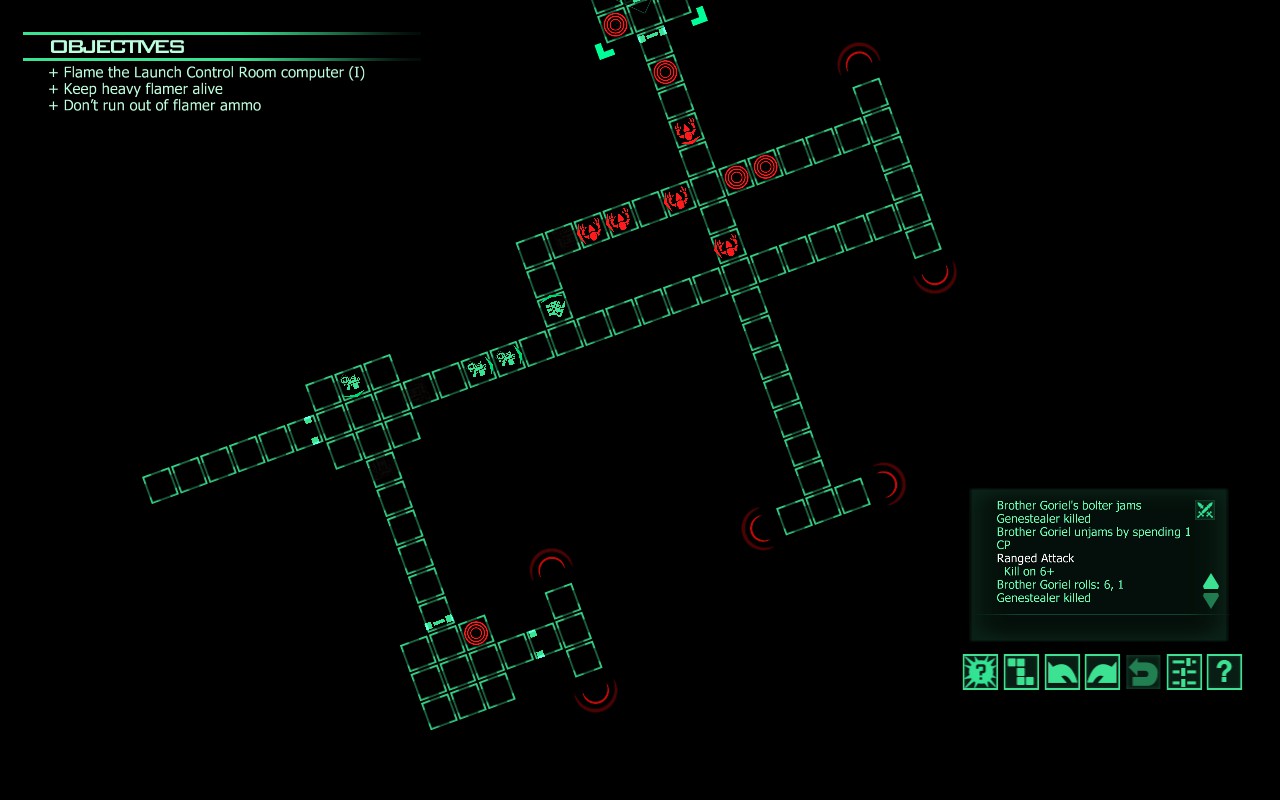 OBJECTIVES
+ Flame the Launch Control Room computer (I)
+ Keep heavy flamer alive
+ Don't run out of flamer ammo
Brother Goriel's bolter jams
Genestealer killed
Brother Goriel unjams by spending 1
CP
Ranged Attack
Kill on 6+
Brother Goriel rolls: 6, 1
Genestealer killed
?
?